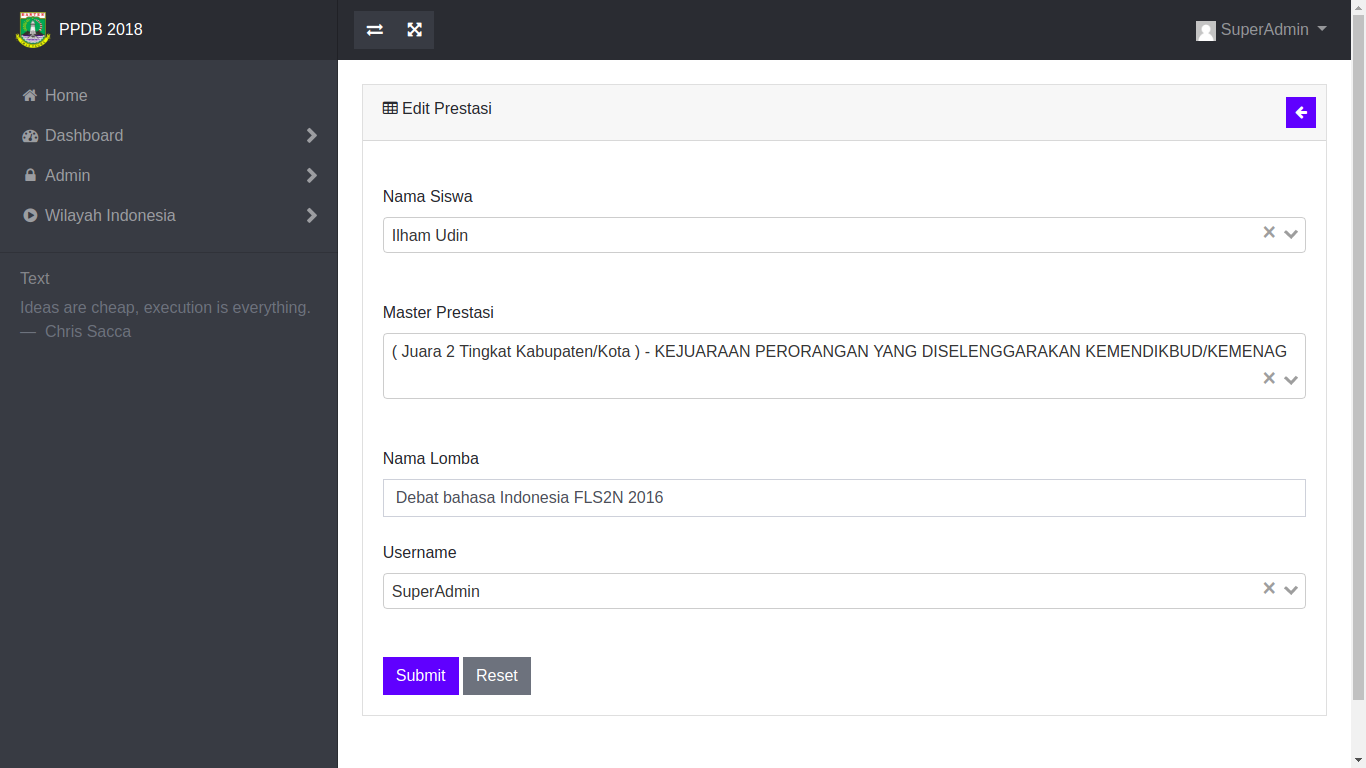 PPDB 2018
SuperAdmin
Home
Dashboard
Admin
Wilayah Indonesia
Text
Ideas are cheap, execution is everything.
— Chris Sacca
Edit Prestasi
Nama Siswa
Ilham Udin
Master Prestasi
( Juara 2 Tingkat Kabupaten/Kota ) - KEJUARAAN PERORANGAN YANG DISELENGGARAKAN KEMENDIKBUD/KEMENAG
Nama Lomba
Debat bahasa Indonesia FLS2N 2016
Username
SuperAdmin
Submit Reset